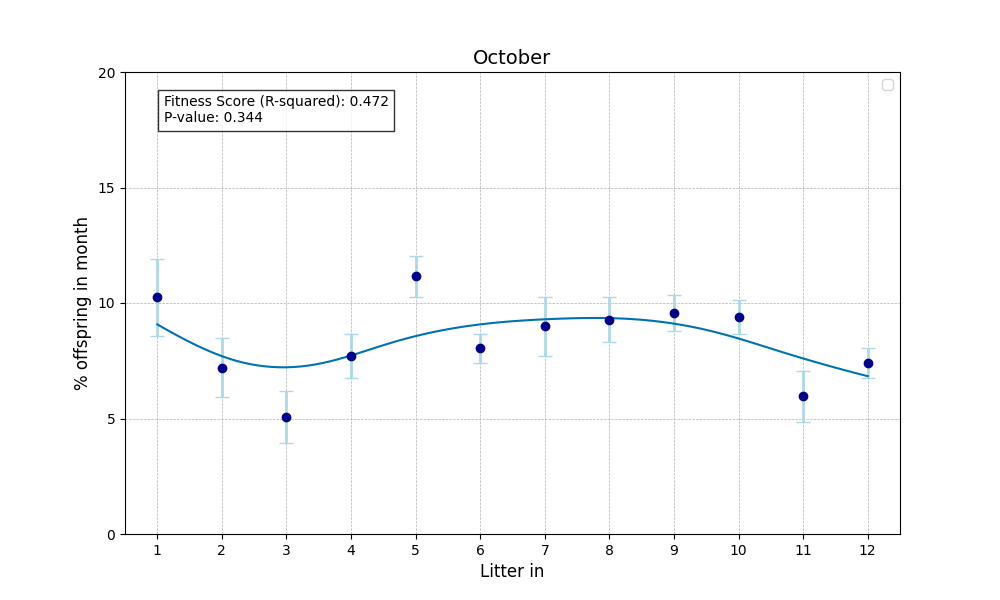 October
Fitness Score (R-squared): 0.472
P-value: 0.344
% offspring in month
20
15
10
5
0
1 2 3 4 5 6 7 8 9 10 11 12
Litter in